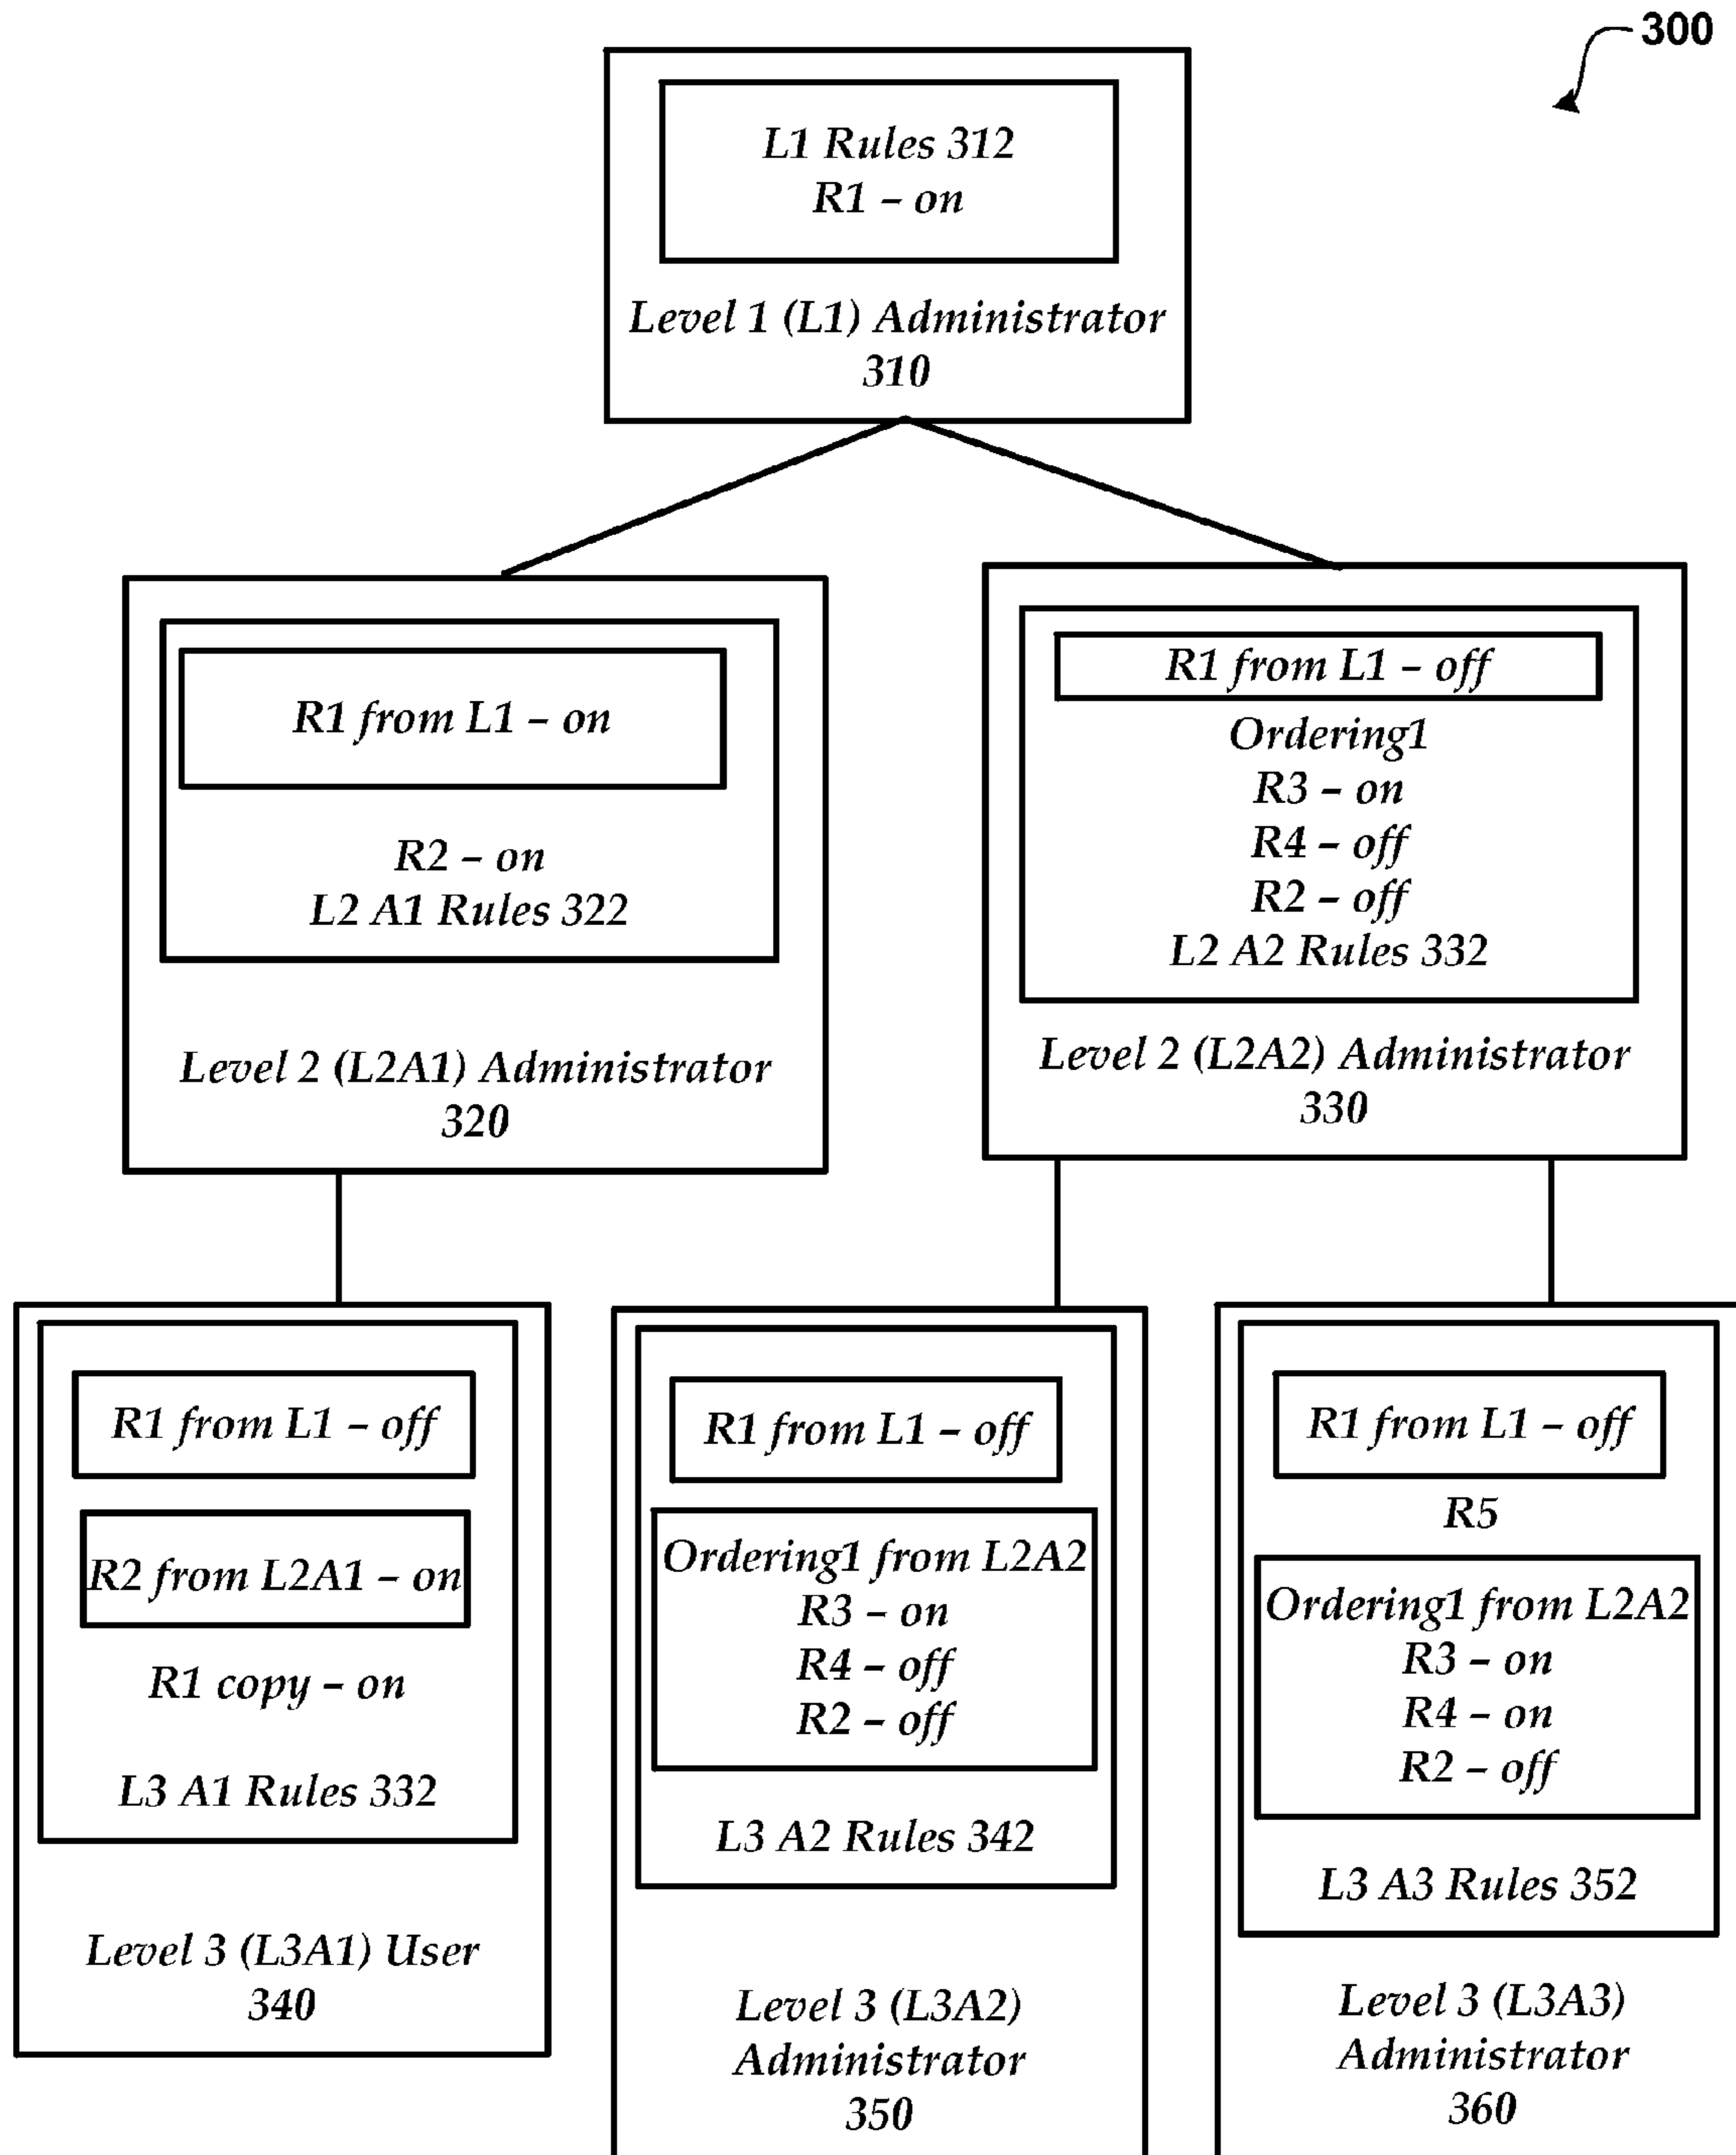 300
L1 Rules 312
R1 – on
Level 1 (L1) Administrator
310
R1 from L1 – on
R2 – on
L2 A1 Rules 322
Level 2 (L2A1) Administrator
320
R1 from L1 – off
Ordering1
R3 – on
R4 – off
R2 – off
L2 A2 Rules 332
Level 2 (L2A2) Administrator
330
R1 from L1 – off
R2 from L2A1 – on
R1 copy – on
L3 A1 Rules 332
Level 3 (L3A1) User
340
R1 from L1 – off
Ordering1 from L2A2
R3 – on
R4 – off
R2 – off
L3 A2 Rules 342
Level 3 (L3A2)
Administrator
350
R1 from L1 – off
R5
Ordering1 from L2A2
R3 – on
R4 – on
R2 – off
L3 A3 Rules 352
Level 3 (L3A3)
Administrator
360